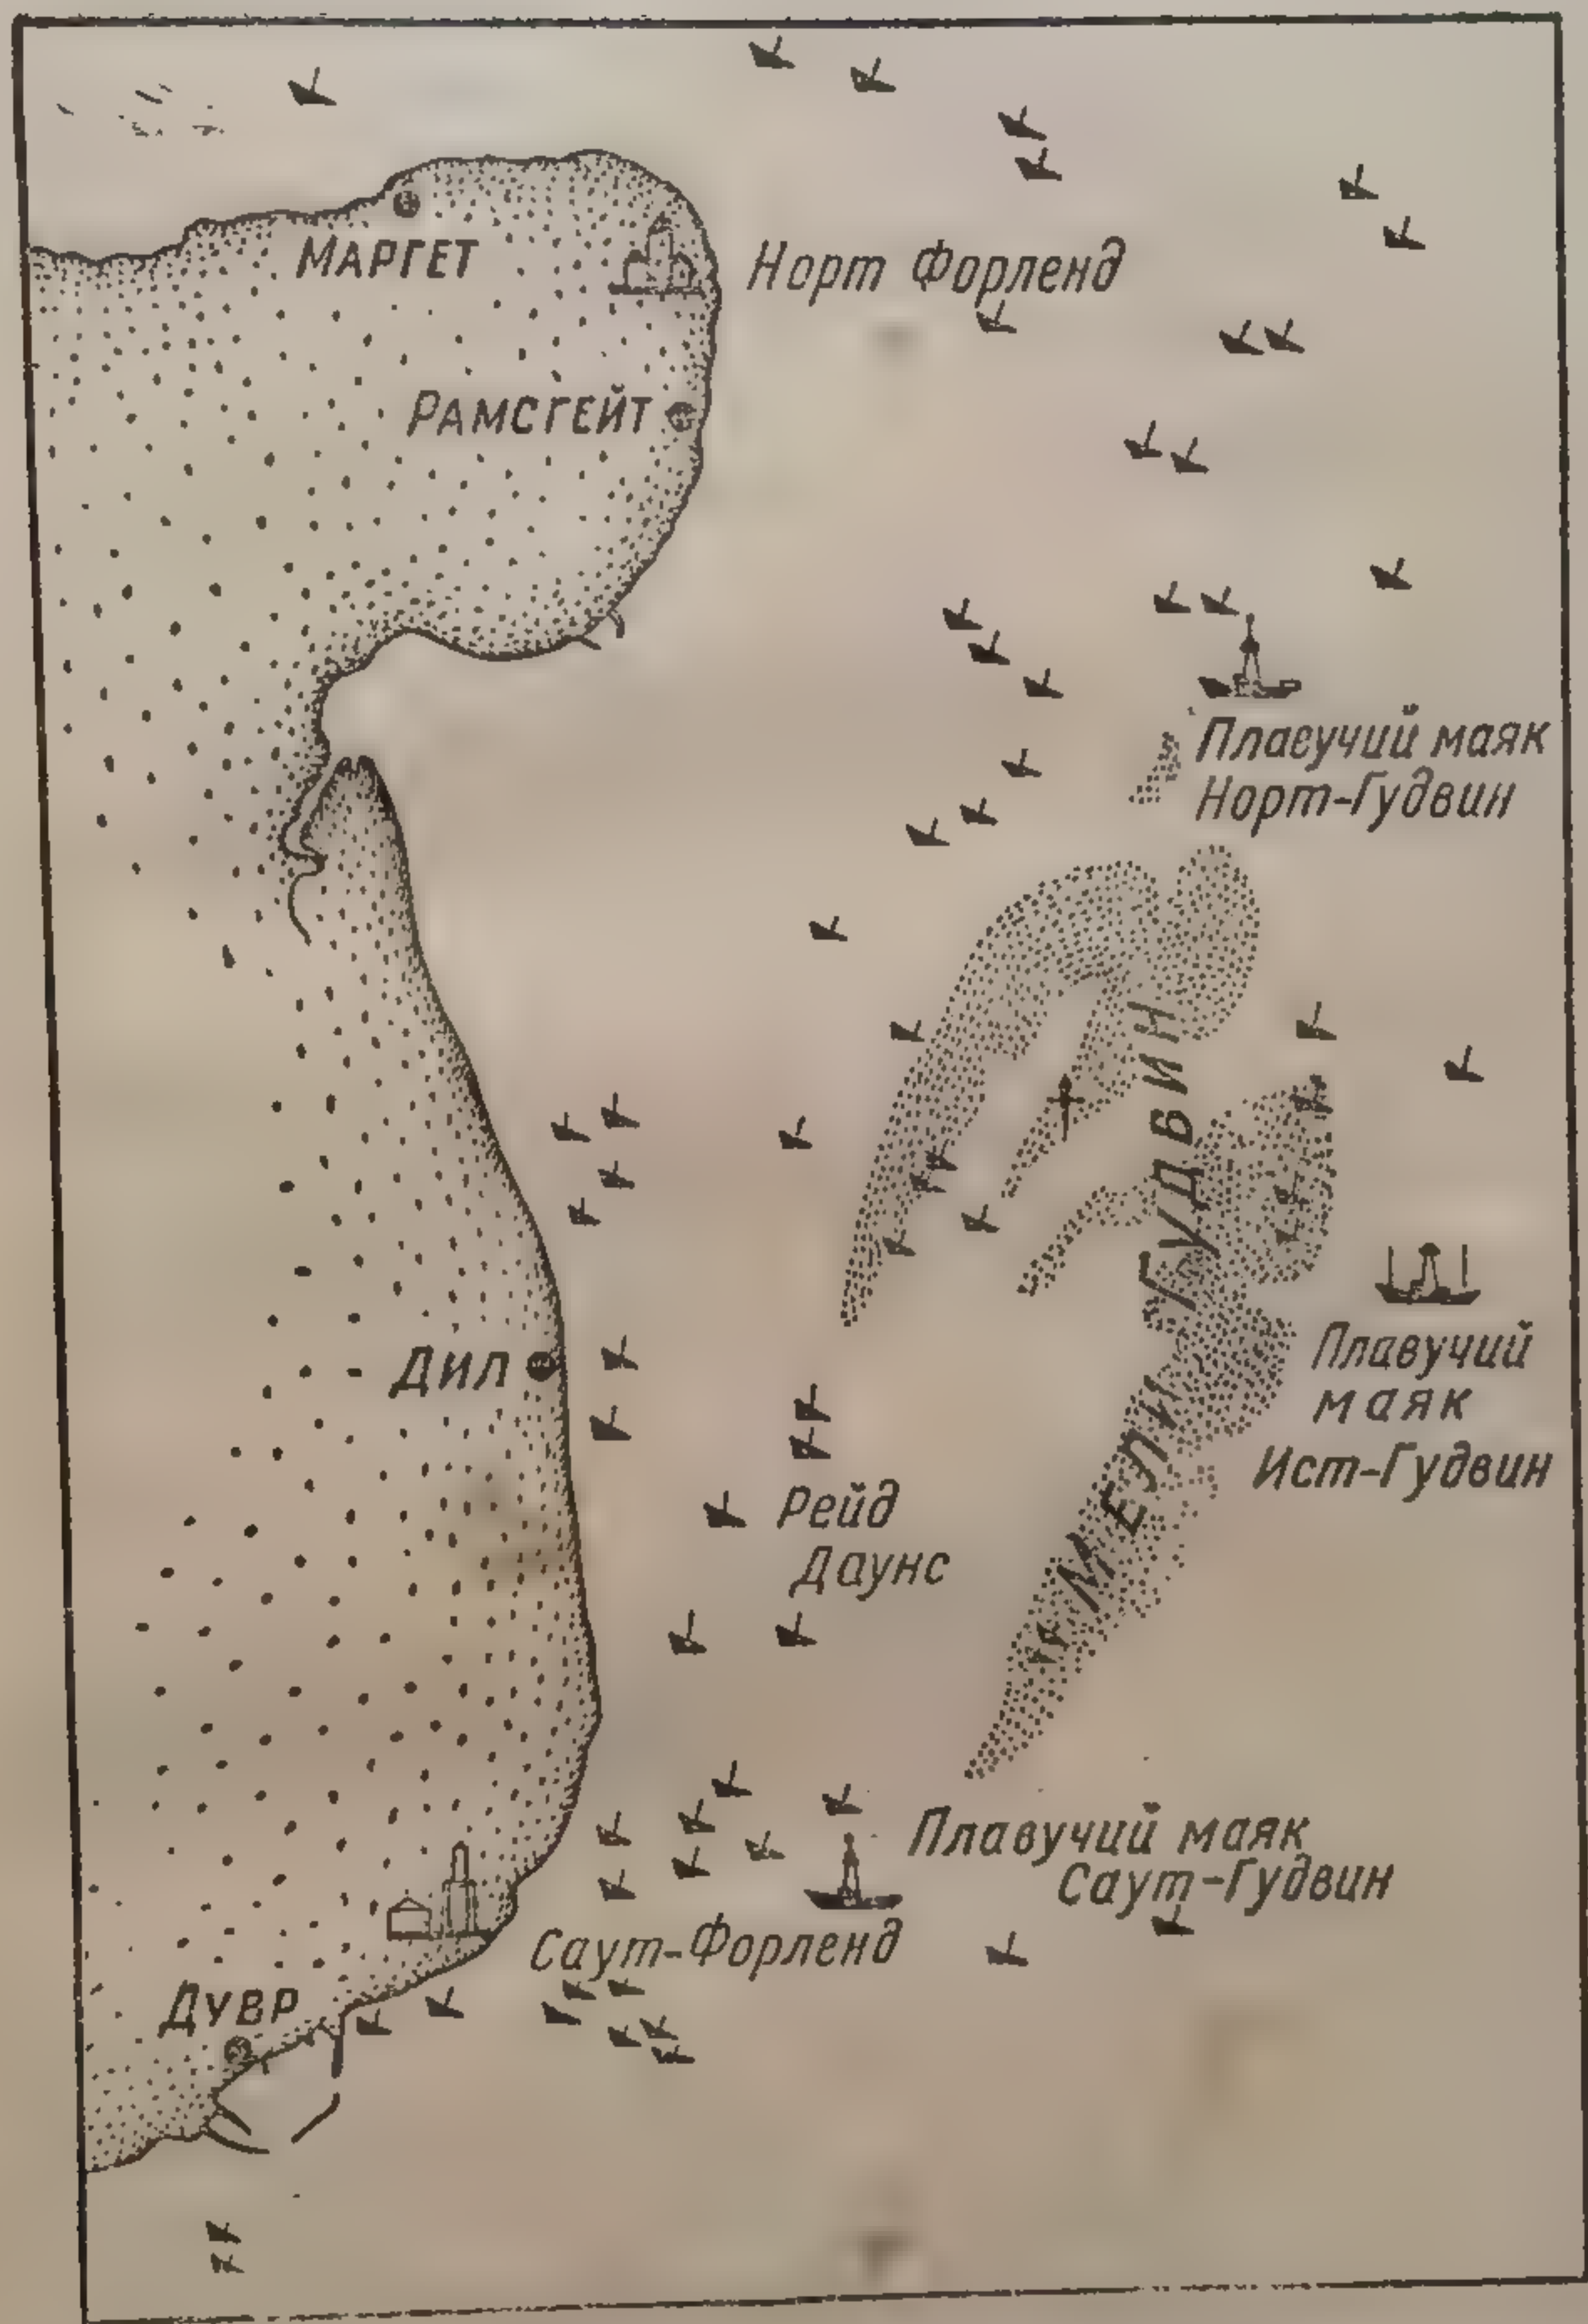 МАРГЕТ
Норт Форленд
РАМСГЕЙТ
Плавучий маяк
Норт-Гудвин
МЕЛИ ГУДВИН
ДИЛ
Плавучий
маяк
Ист-Гудвин
Рейд
Даунс
Плавучий маяк
Саут-Гудвин
Саут-Форленд
ДУВР